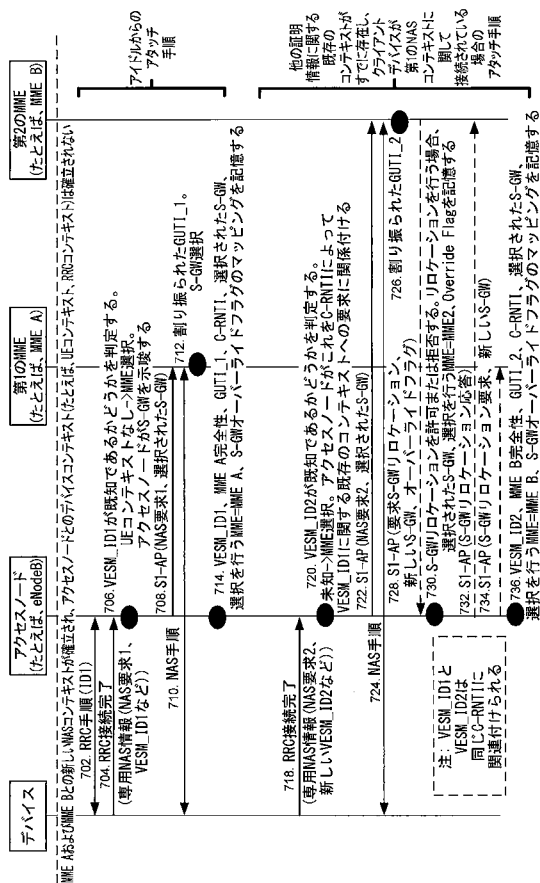 デバイス
アクセスノード
(たとえば、eNodeB)
第1のMME
(たとえば、MME A)
第2のMME
(たとえば、MME B)
MME AおよびMME Bとの新しいNASコンテキストが確立され、アクセスノードとのデバイスコンテキスト(たとえば、UEコンテキスト、RRCコンテキスト)は確立されない
702. RRC手順(ID1)
704. RRC接続完了
(専用NAS情報(NAS要求1、
VESM_ID1など))
706. VESM_ID1が既知であるかどうかを判定する。
UEコンテキストなし→MME選択。
アクセスノードがS-GWを示唆する
708. S1-AP(NAS要求1、選択されたS-GW)
710. NAS手順
712. 割り振られたGUTI_1。
S-GW選択
714. VESM_ID1、MME A完全性、GUTI_1、C-RNTI1、選択されたS-GW、
選択を行うMME=MME A、S-GWオーバーライドフラグのマッピングを記憶する
アイドルからの
アタッチ
手順
718. RRC接続完了
(専用NAS情報(NAS要求2、
新しいVESM_ID2など))
720. VESM_ID2が既知であるかどうかを判定する。
未知→MME選択。アクセスノードがこれをC-RNTI1によって
VESM_ID1に関する既存のコンテキストへの要求に関係付ける
722. S1-AP(NAS要求2、選択されたS-GW)
724. NAS手順
726. 割り振られたGUTI_2
728. S1-AP(要求S-GWリロケーション、
新しいS-GW、オーバーライドフラグ)
730. S-GWリロケーションを許可または拒否する。リロケーションを行う場合、
選択されたS-GW、選択を行うMME=MME2、Override Flagを記憶する
732. S1-AP(S-GWリロケーション応答)
734. S1-AP(S-GWリロケーション要求、新しいS-GW)
736. VESM_ID2、MME B完全性、GUTI_2、C-RNTI1、選択されたS-GW、
選択を行うMME=MME B、S-GWオーバーライドフラグのマッピングを記憶する
注: VESM_ID1と
VESM_ID2は
同じC-RNTIに
関連付けられる
他の証明
情報に関する
既存の
コンテキストが
すでに存在し、
クライアント
デバイスが
第1のNAS
コンテキストに
関して
接続されている
場合の
アタッチ手順